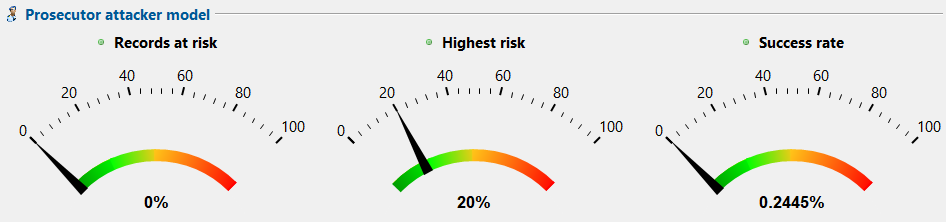 Prosecutor attacker model
Records at risk
0 20 40 60 80 100
0%
Highest risk
0 20 40 60 80 100
20%
Success rate
0 20 40 60 80 100
0.2445%